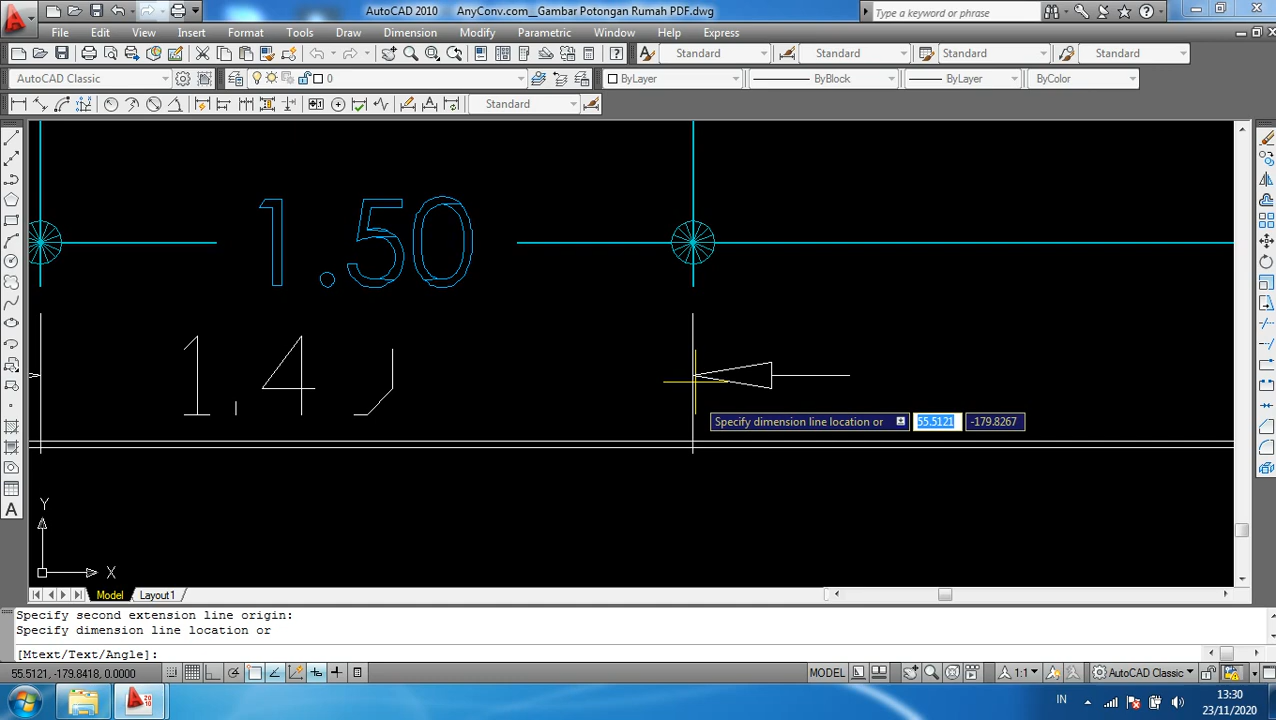 AutoCAD 2010 AnyConv.com__Gambar Potongan Rumah PDF.dwg
Type a keyword or phrase
File Edit View Insert Format Tools Draw Dimension Modify Parametric Window Help Express
Standard Standard Standard Standard
AutoCAD Classic 0 ByLayer ByBlock ByLayer ByColor
Standard
1.50
Specify dimension line location or 55.5121 -179.8267
Y
X
Model Layout1
Specify second extension line origin:
Specify dimension line location or
[Mtext/Text/Angle]:
55.5121, -179.8418, 0.0000 MODEL 1:1 AutoCAD Classic
IN 13:30
23/11/2020